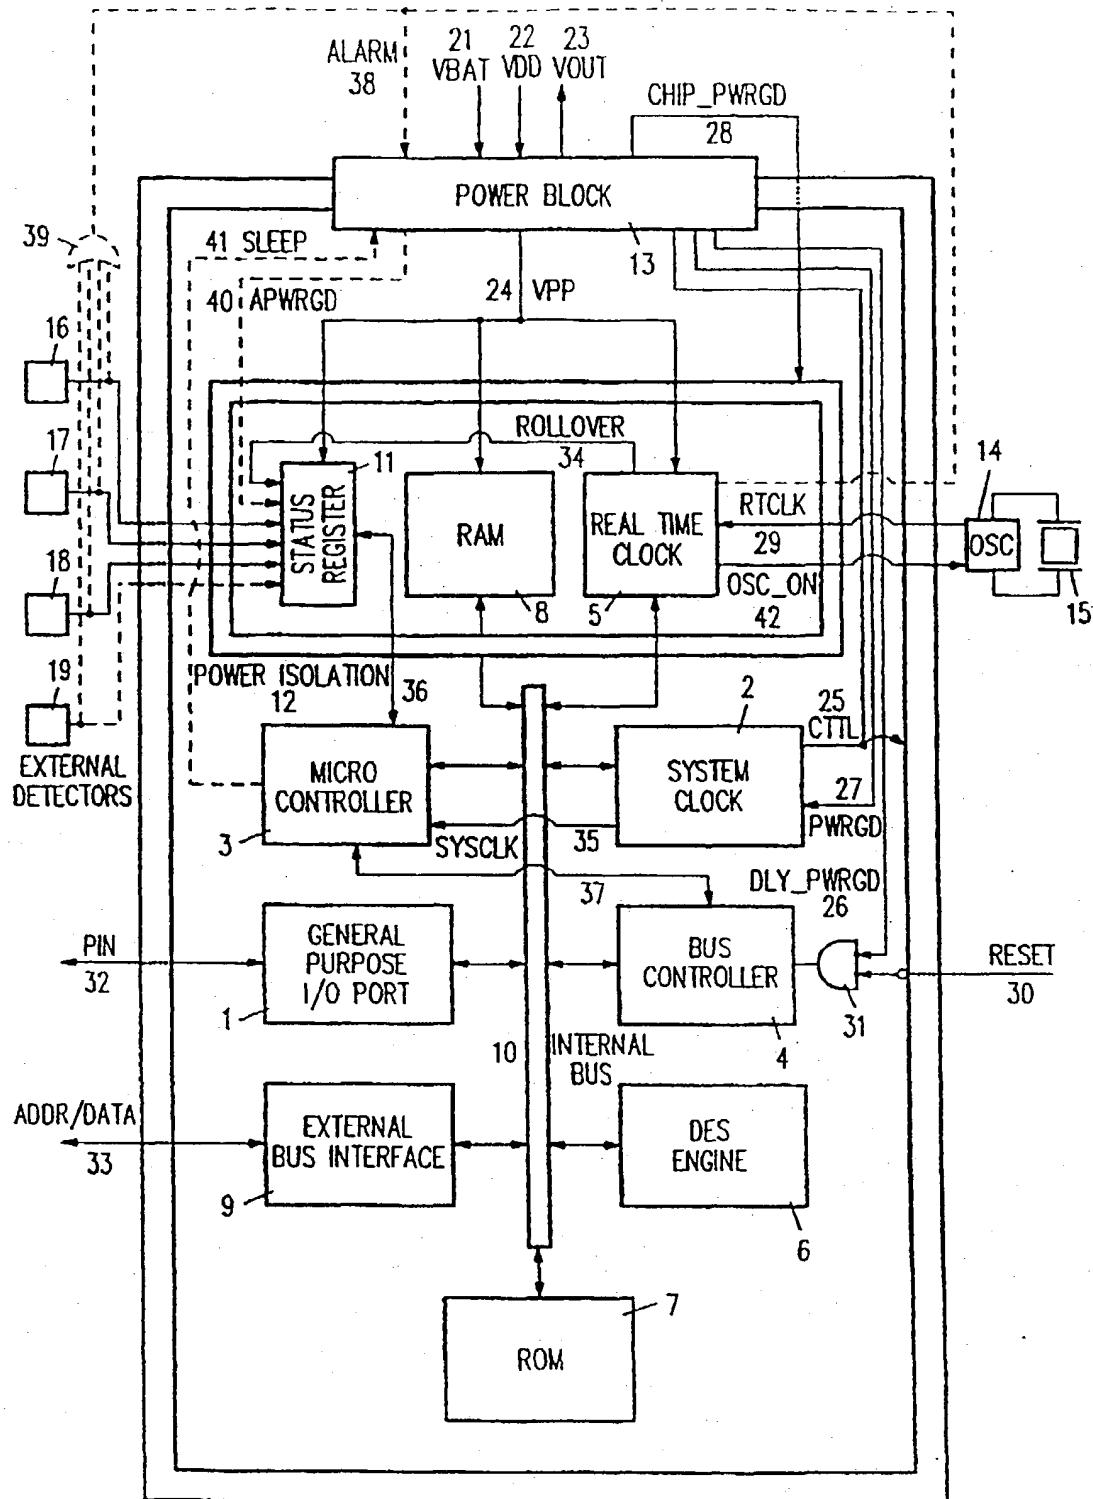 ALARM
38
21
VBAT
22
VDD
23
VOUT
CHIP_PWRGD
28
POWER BLOCK
13
39
41 SLEEP
40 APWRGD
24 VPP
16
17
18
19
EXTERNAL
DETECTORS
ROLLOVER
34
11
STATUS
REGISTER
RAM
8
REAL TIME
CLOCK
5
RTCLK
29
OSC_ON
42
14
OSC
15
POWER ISOLATION
12
36
MICRO
CONTROLLER
3
SYSCLK
35
2
SYSTEM
CLOCK
25
CTTL
27
PWRGD
37
DLY_PWRGD
26
PIN
32
GENERAL
PURPOSE
I/O PORT
1
BUS
CONTROLLER
4
31
RESET
30
10
INTERNAL
BUS
ADDR/DATA
33
EXTERNAL
BUS INTERFACE
9
DES
ENGINE
6
7
ROM